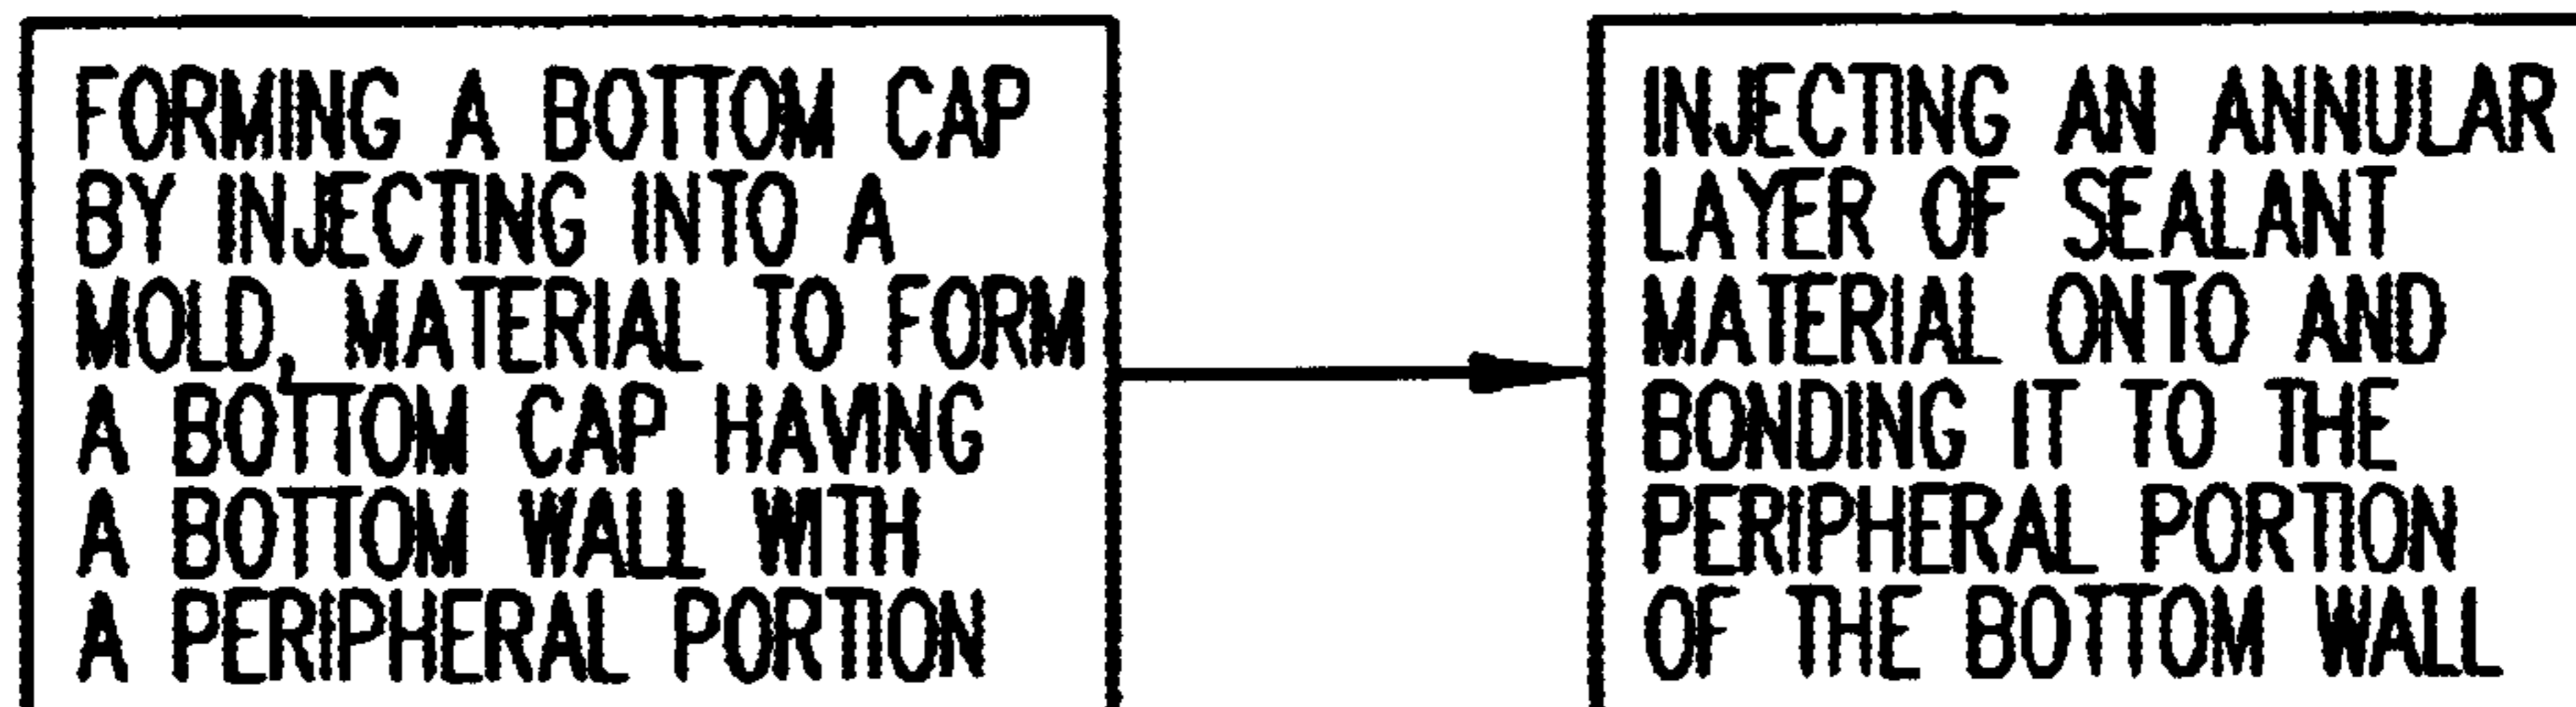 FORMING A BOTTOM CAP
BY INJECTING INTO A
MOLD, MATERIAL TO FORM
A BOTTOM CAP HAVING
A BOTTOM WALL WITH
A PERIPHERAL PORTION
INJECTING AN ANNULAR
LAYER OF SEALANT
MATERIAL ONTO AND
BONDING IT TO THE
PERIPHERAL PORTION
OF THE BOTTOM WALL